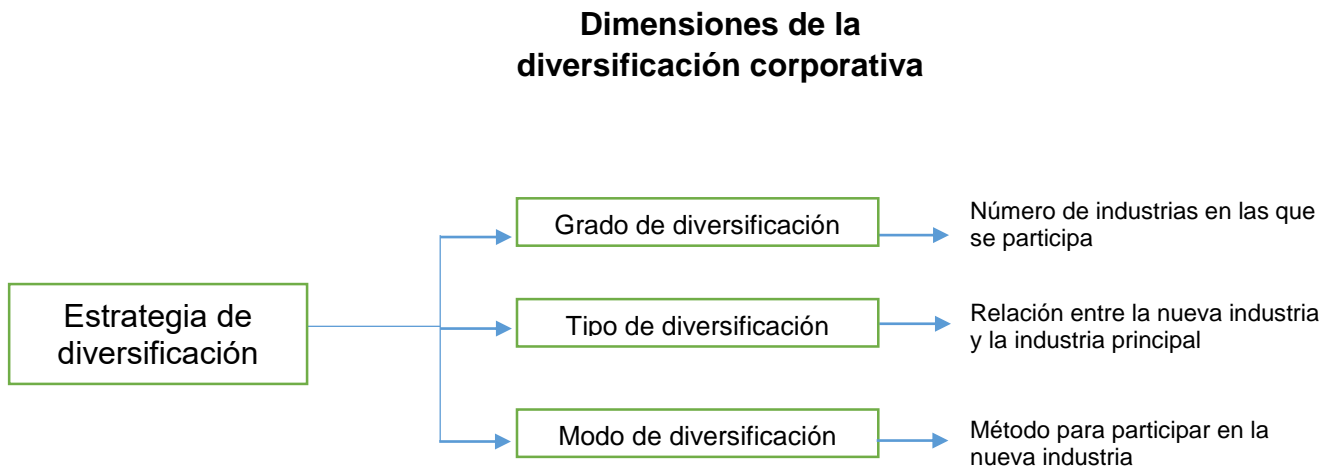 Dimensiones de la
diversificación corporativa
Estrategia de
diversificación
Grado de diversificación
Número de industrias en las que
se participa
Tipo de diversificación
Relación entre la nueva industria
y la industria principal
Modo de diversificación
Método para participar en la
nueva industria